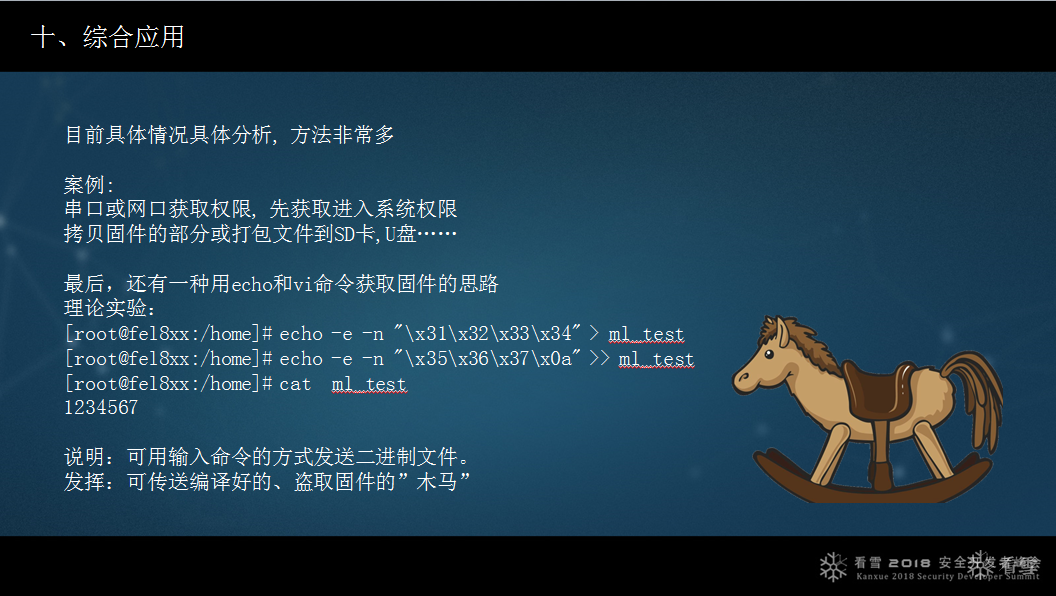 十、综合应用
目前具体情况具体分析, 方法非常多
案例:
串口或网口获取权限, 先获取进入系统权限
拷贝固件的部分或打包文件到SD卡,U盘……
最后，还有一种用echo和vi命令获取固件的思路
理论实验：
[root@fel8xx:/home]# echo -e -n "\x31\x32\x33\x34" > ml_test
[root@fel8xx:/home]# echo -e -n "\x35\x36\x37\x0a" >> ml_test
[root@fel8xx:/home]# cat  ml_test
1234567
说明：可用输入命令的方式发送二进制文件。
发挥：可传送编译好的、盗取固件的”木马”
看雪 2018 安全开发者峰会
Kanxue 2018 Security Developer Summit
看雪